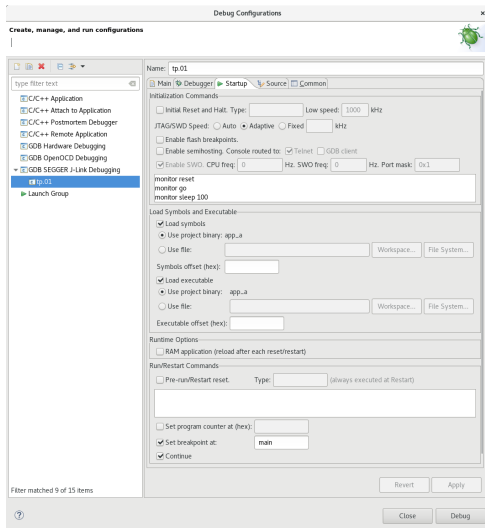 Debug Configurations
Create, manage, and run configurations
type filter text
C/C++ Application
C/C++ Attach to Application
C/C++ Postmortem Debugger
C/C++ Remote Application
GDB Hardware Debugging
GDB OpenOCD Debugging
GDB SEGGER J-Link Debugging
tp.01
Launch Group
Filter matched 9 of 15 items
Name: tp.01
Main Debugger Startup Source Common
Initialization Commands
Initial Reset and Halt. Type: Low speed: 1000 kHz
JTAG/SWD Speed: Auto Adaptive Fixed kHz
Enable flash breakpoints.
Enable semihosting. Console routed to: Telnet GDB client
Enable SWO. CPU freq: 0 Hz. SWO freq: 0 Hz. Port mask: 0x1
monitor reset
monitor go
monitor sleep 100
Load Symbols and Executable
Load symbols
Use project binary: app_a
Use file: Workspace... File System...
Symbols offset (hex):
Load executable
Use project binary: app_a
Use file: Workspace... File System...
Executable offset (hex):
Runtime Options
RAM application (reload after each reset/restart)
Run/Restart Commands
Pre-run/Restart reset. Type: (always executed at Restart)
Set program counter at (hex):
Set breakpoint at: main
Continue
Revert Apply
Close Debug